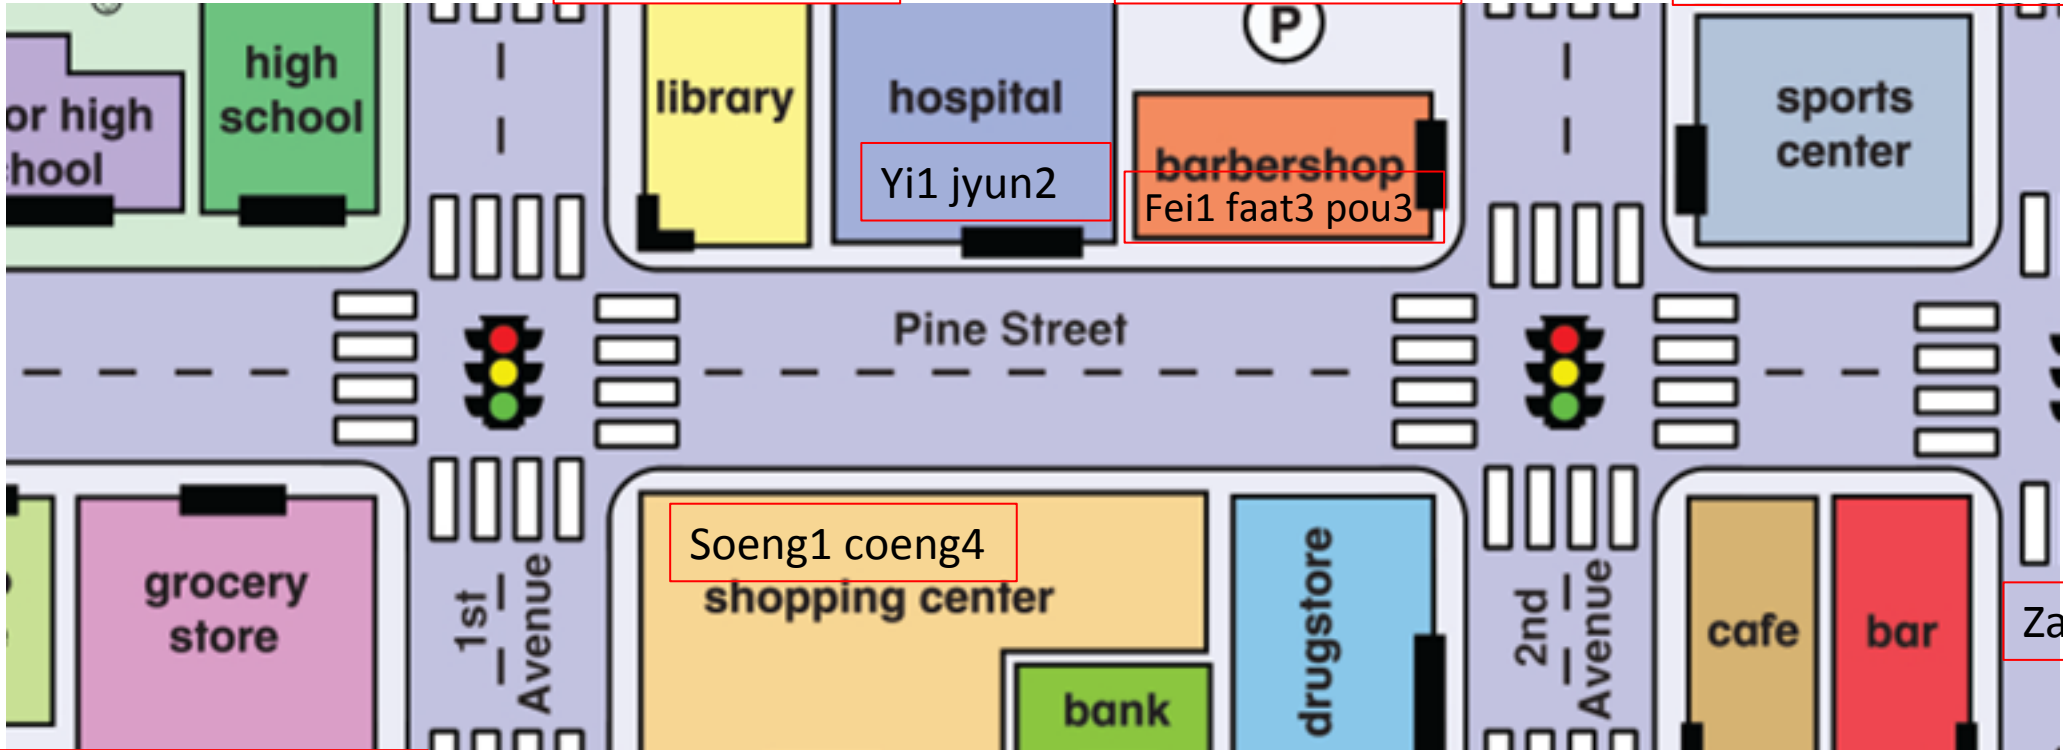 high
school
or high
hool
library
hospital
Yi1 jyun2
P
barbershop
Fei1 faat3 pou3
sports
center
Pine Street
grocery
store
1st
Avenue
Soeng1 coeng4
shopping center
bank
drugstore
2nd
Avenue
cafe
bar
Za